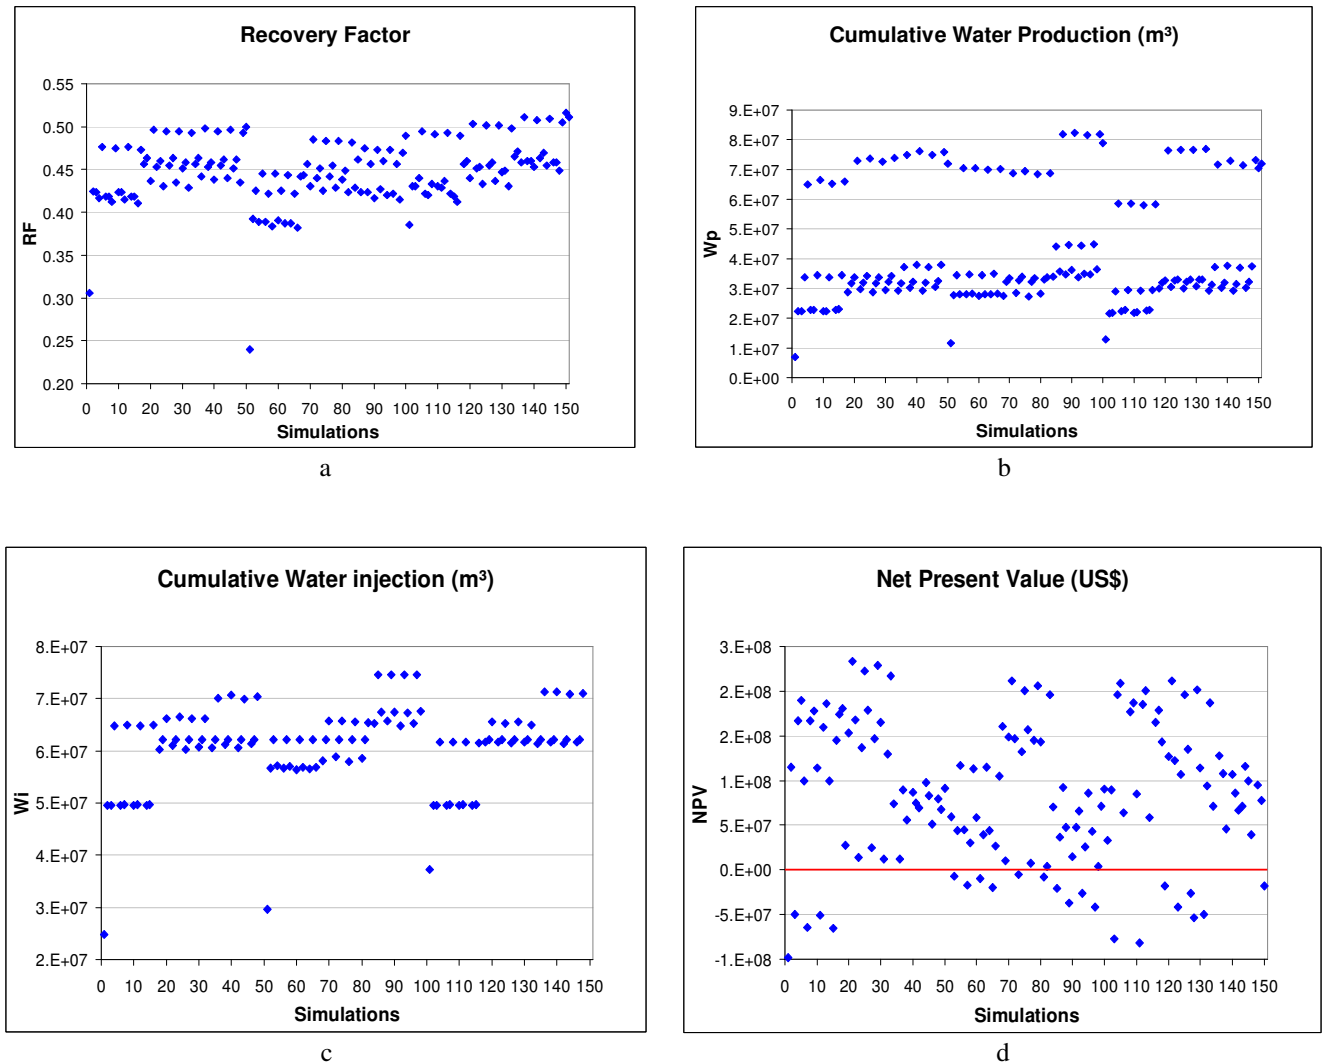 Recovery Factor
0.55
0.50
0.45
0.40
0.35
0.30
0.25
0.20
RF
0 10 20 30 40 50 60 70 80 90 100 110 120 130 140 150
Simulations
a
Cumulative Water Production (m³)
9.E+07
8.E+07
7.E+07
6.E+07
5.E+07
4.E+07
3.E+07
2.E+07
1.E+07
0.E+00
Wp
0 10 20 30 40 50 60 70 80 90 100 110 120 130 140 150
Simulations
b
Cumulative Water injection (m³)
8.E+07
7.E+07
6.E+07
5.E+07
4.E+07
3.E+07
2.E+07
Wi
0 10 20 30 40 50 60 70 80 90 100 110 120 130 140 150
Simulations
c
Net Present Value (US$)
3.E+08
2.E+08
2.E+08
1.E+08
5.E+07
0.E+00
-5.E+07
-1.E+08
NPV
0 10 20 30 40 50 60 70 80 90 100 110 120 130 140 150
Simulations
d